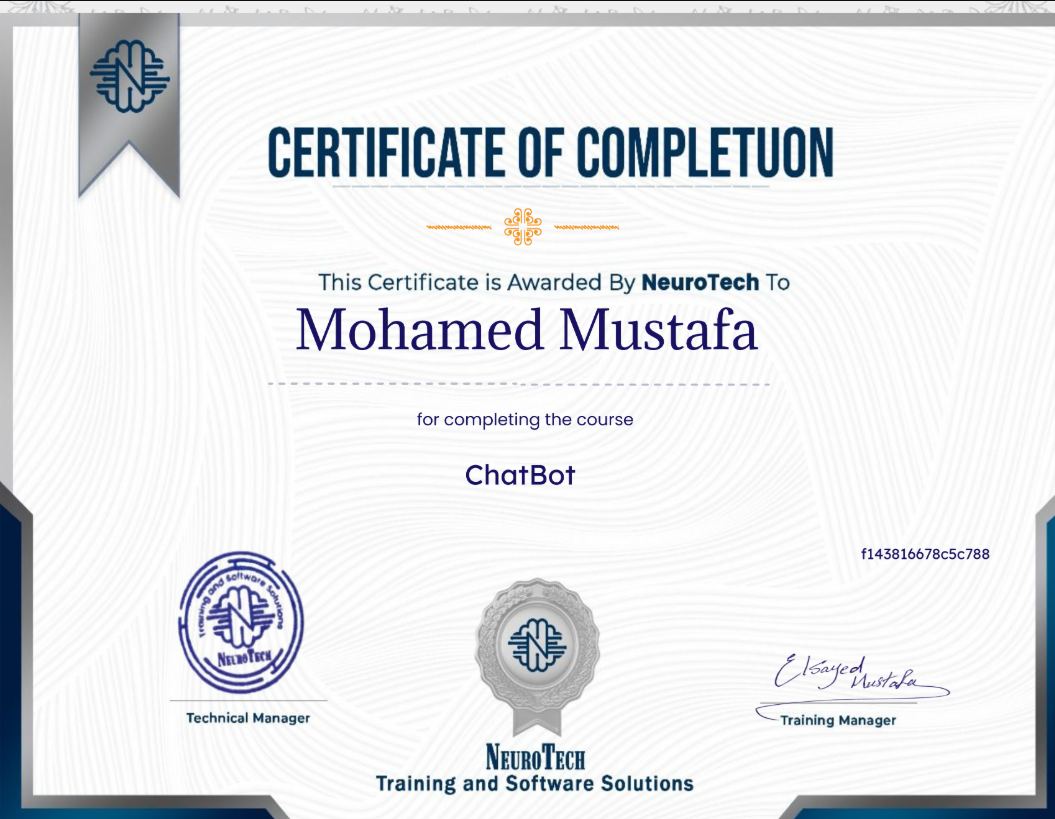 CERTIFICATE OF COMPLETUON
This Certificate is Awarded By NeuroTech To
Mohamed Mustafa
for completing the course
ChatBot
f143816678c5c788
Training and Software Solutions
NEUROTECH
Elsayed
Mustafa
Technical Manager
Training Manager
NEUROTECH
Training and Software Solutions